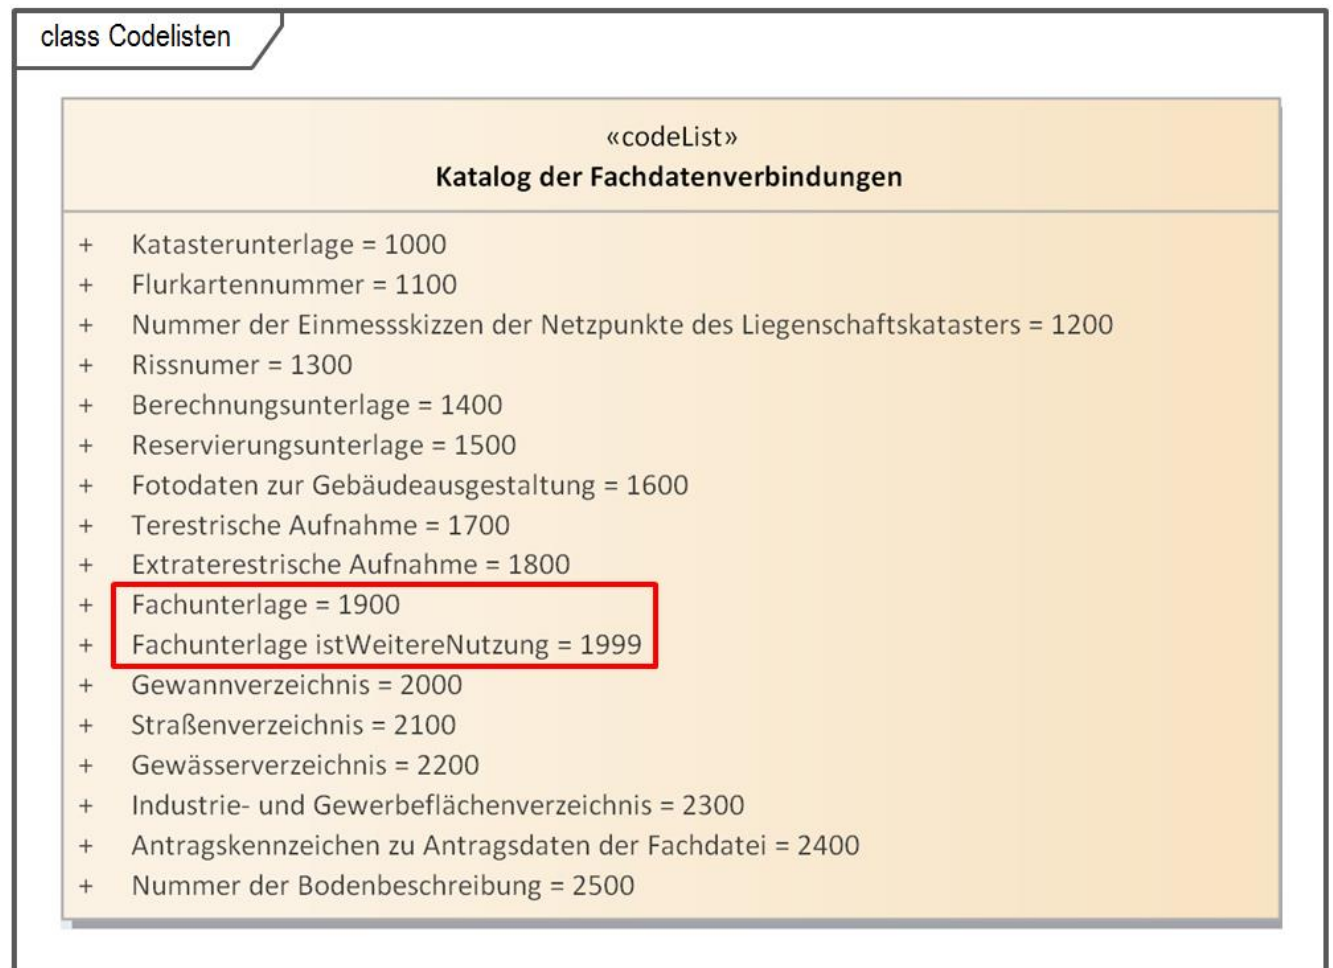 class Codelisten
«codeList»
Katalog der Fachdatenverbindungen
+ Katasterunterlage = 1000
+ Flurkartennummer = 1100
+ Nummer der Einmessskizzen der Netzpunkte des Liegenschaftskatasters = 1200
+ Rissnumer = 1300
+ Berechnungsunterlage = 1400
+ Reservierungsunterlage = 1500
+ Fotodaten zur Gebäudeausgestaltung = 1600
+ Terestrische Aufnahme = 1700
+ Extraterestrische Aufnahme = 1800
+ Fachunterlage = 1900
+ Fachunterlage istWeitereNutzung = 1999
+ Gewannverzeichnis = 2000
+ Straßenverzeichnis = 2100
+ Gewässerverzeichnis = 2200
+ Industrie- und Gewerbeflächenverzeichnis = 2300
+ Antragskennzeichen zu Antragsdaten der Fachdatei = 2400
+ Nummer der Bodenbeschreibung = 2500